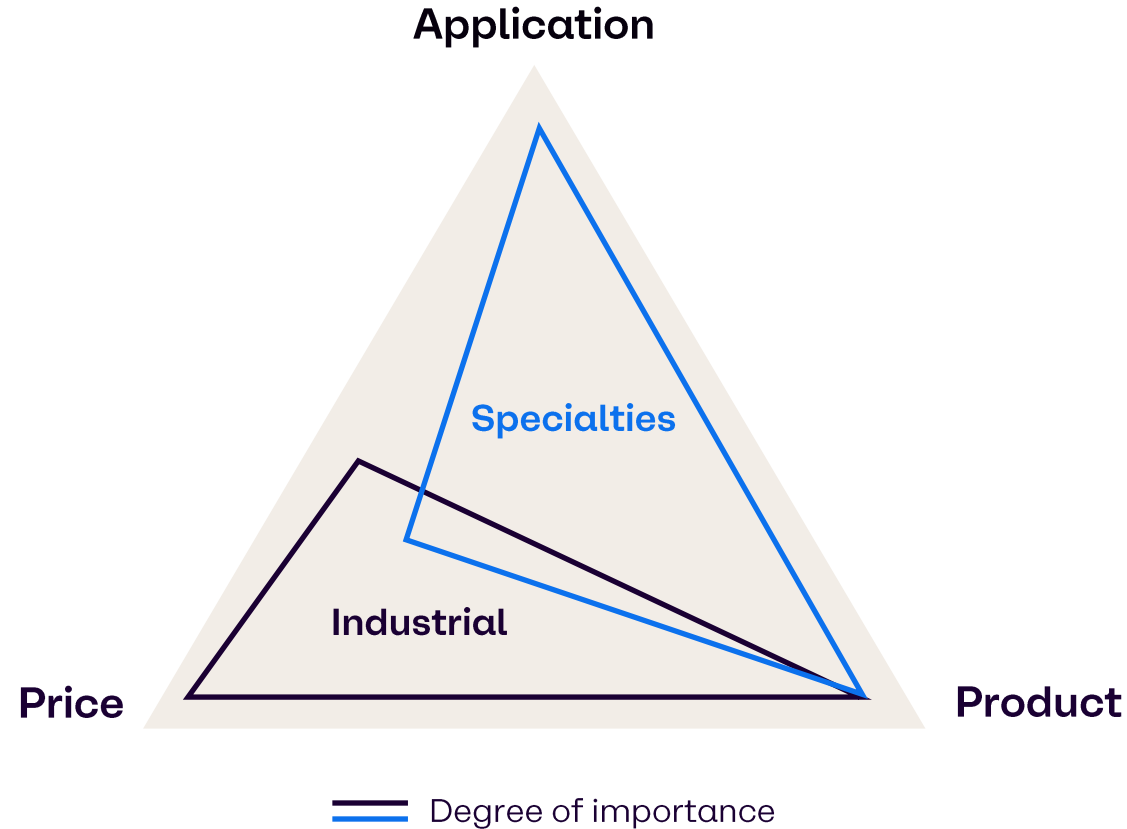 Application
Specialties
Industrial
Price
Product
Degree of importance